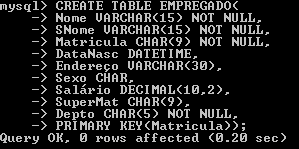 mysql> CREATE TABLE EMPREGADO(
-> Nome VARCHAR(15) NOT NULL,
-> SNome VARCHAR(15) NOT NULL,
-> Matricula CHAR(9) NOT NULL,
-> DataNasc DATETIME,
-> Endereço VARCHAR(30),
-> Sexo CHAR,
-> Salário DECIMAL(10,2),
-> SuperMat CHAR(9),
-> Depto CHAR(5) NOT NULL,
-> PRIMARY KEY(Matricula));
Query OK, 0 rows affected (0.20 sec)